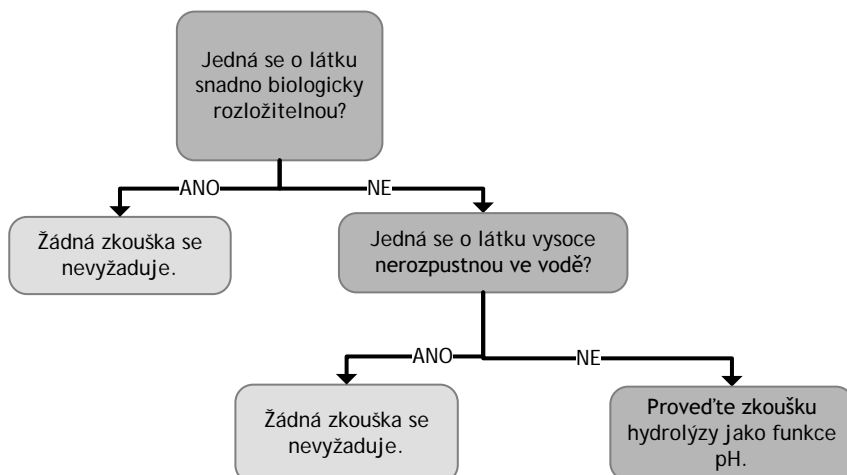 Jedná se o látku
snadno biologicky
rozložitelnou?
ANO
NE
Žádná zkouška se
nevyžaduje.
Jedná se o látku vysoce
nerozpustnou ve vodě?
ANO
NE
Žádná zkouška se
nevyžaduje.
Proveďte zkoušku
hydrolýzy jako funkce
pH.